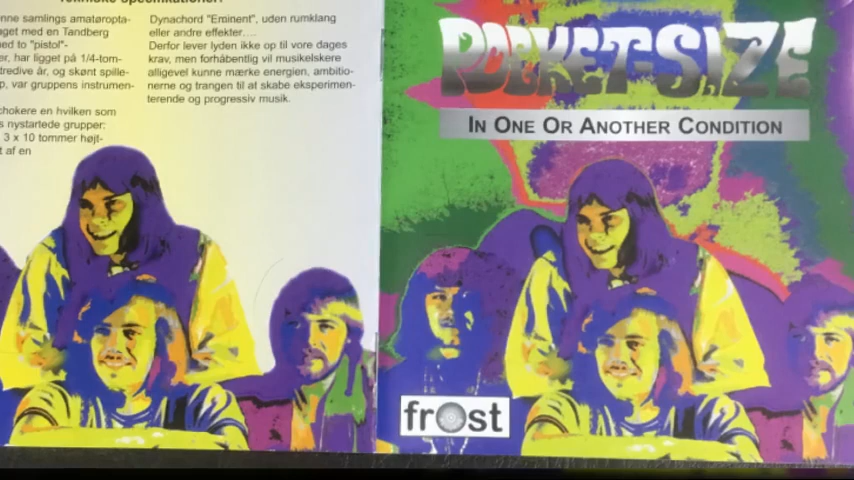 Tekniske specifikationer:
nne samlings amatøropta-
aget med en Tandberg
ed to "pistol"-
er, har ligget på 1/4-tom-
tredive år, og skønt spille-
p, var gruppens instrumen-
chokere en hvilken som
s nystartede grupper:
3 x 10 tommer højt-
t af en
Dynachord "Eminent", uden rumklang
eller andre effekter....
Derfor lever lyden ikke op til vore dages
krav, men forhåbentlig vil musikelskere
alligevel kunne mærke energien, ambitio-
nerne og trangen til at skabe eksperimen-
terende og progressiv musik.
POCKET-SIZE
IN ONE OR ANOTHER CONDITION
frost